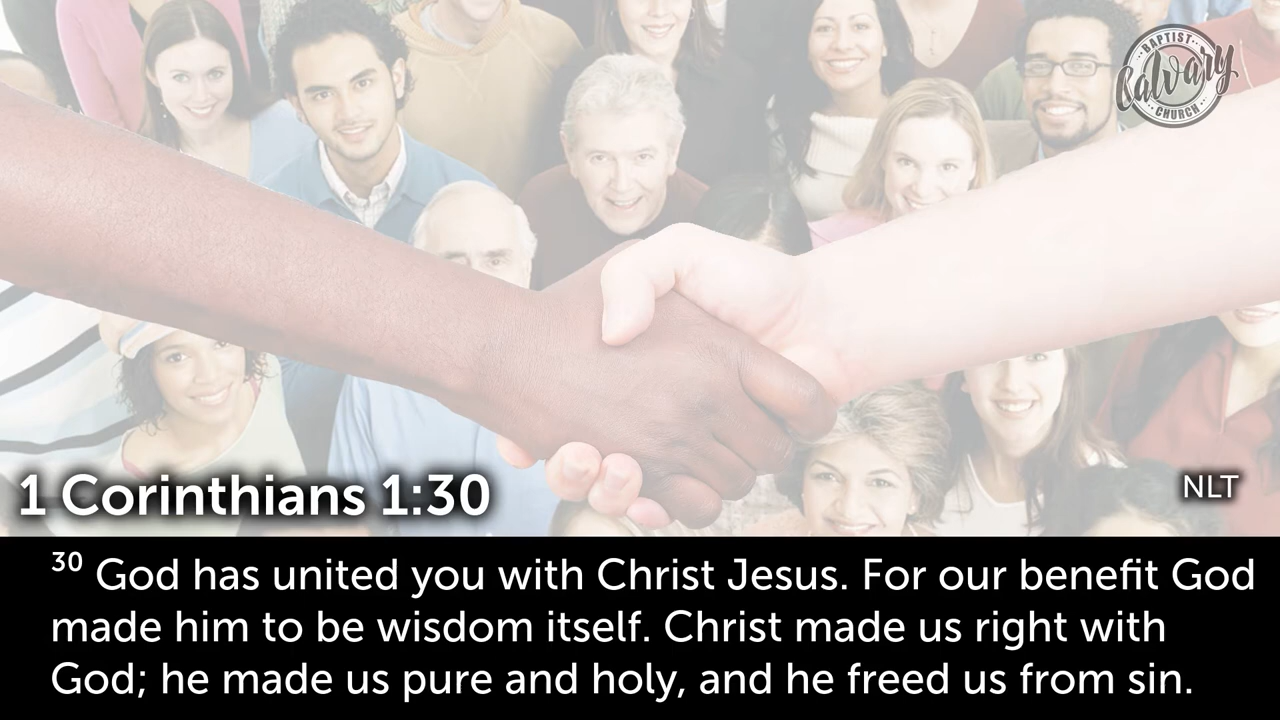 BAPTIST
Calvary
CHURCH
1 Corinthians 1:30
NLT
30 God has united you with Christ Jesus. For our benefit God
made him to be wisdom itself. Christ made us right with
God; he made us pure and holy, and he freed us from sin.